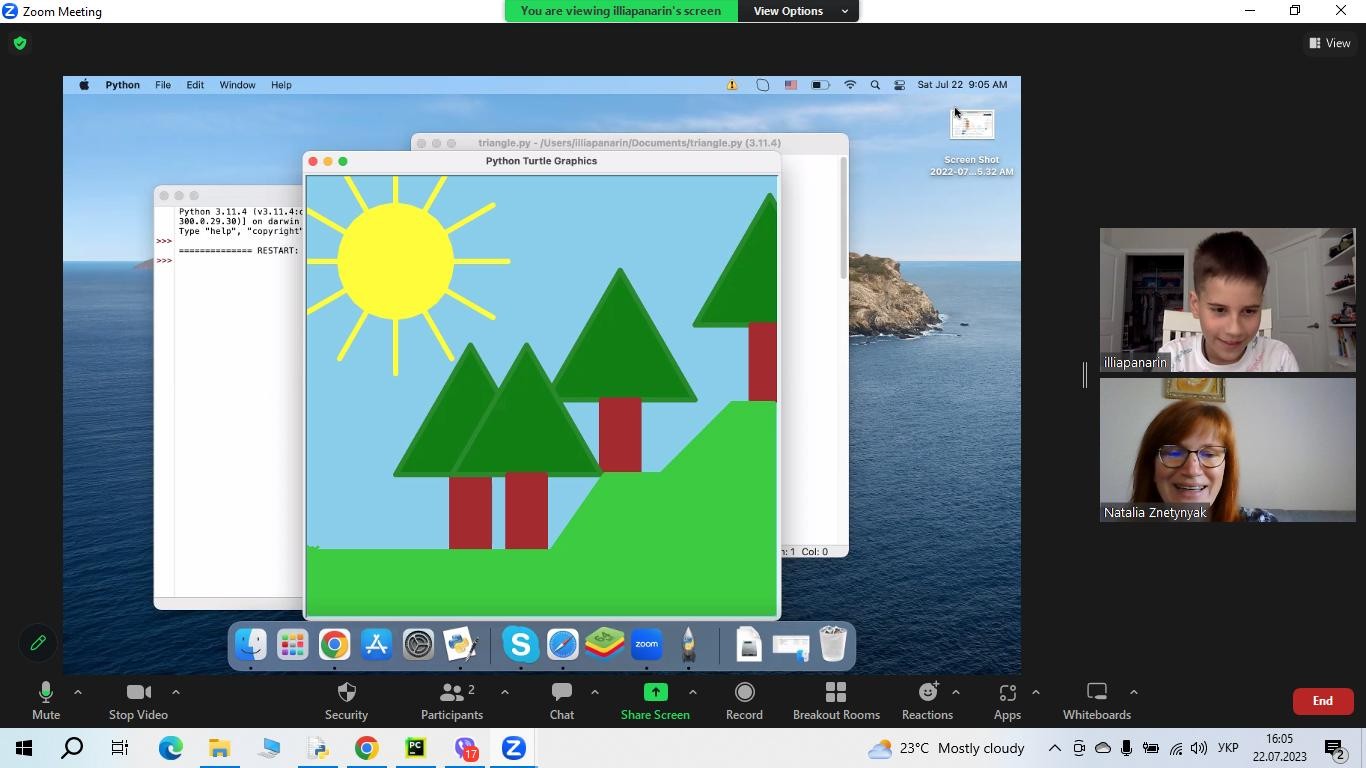 Zoom Meeting
You are viewing illiapanarin's screen
View Options
View
Python File Edit Window Help
Sat Jul 22 9:05 AM
triangle.py - /Users/illiapanarin/Documents/triangle.py (3.11.4)
Screen Shot
2022-07...5.32 AM
Python Turtle Graphics
Python 3.11.4 (v3.11.4:
300.0.29.30)] on darwin
Type "help", "copyright"
>>>
============== RESTART:
>>>
illiapanarin
Natalia Znetynyak
: 1 Col: 0
64
zoom
Mute
Stop Video
Security
2
Participants
Chat
Share Screen
Record
Breakout Rooms
Reactions
Apps
Whiteboards
End
PC
17
23°C Mostly cloudy
УКР
16:05
22.07.2023
2